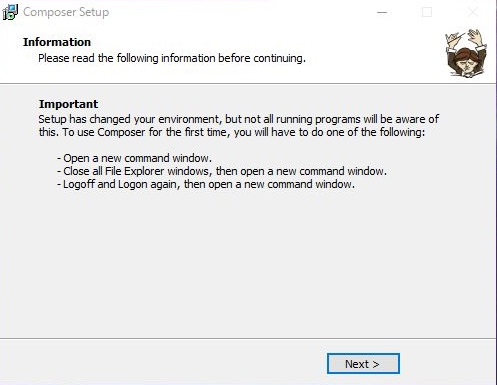 Composer Setup
Information
Please read the following information before continuing.
Important
Setup has changed your environment, but not all running programs will be aware of
this. To use Composer for the first time, you will have to do one of the following:
- Open a new command window.
- Close all File Explorer windows, then open a new command window.
- Logoff and Logon again, then open a new command window.
Next >